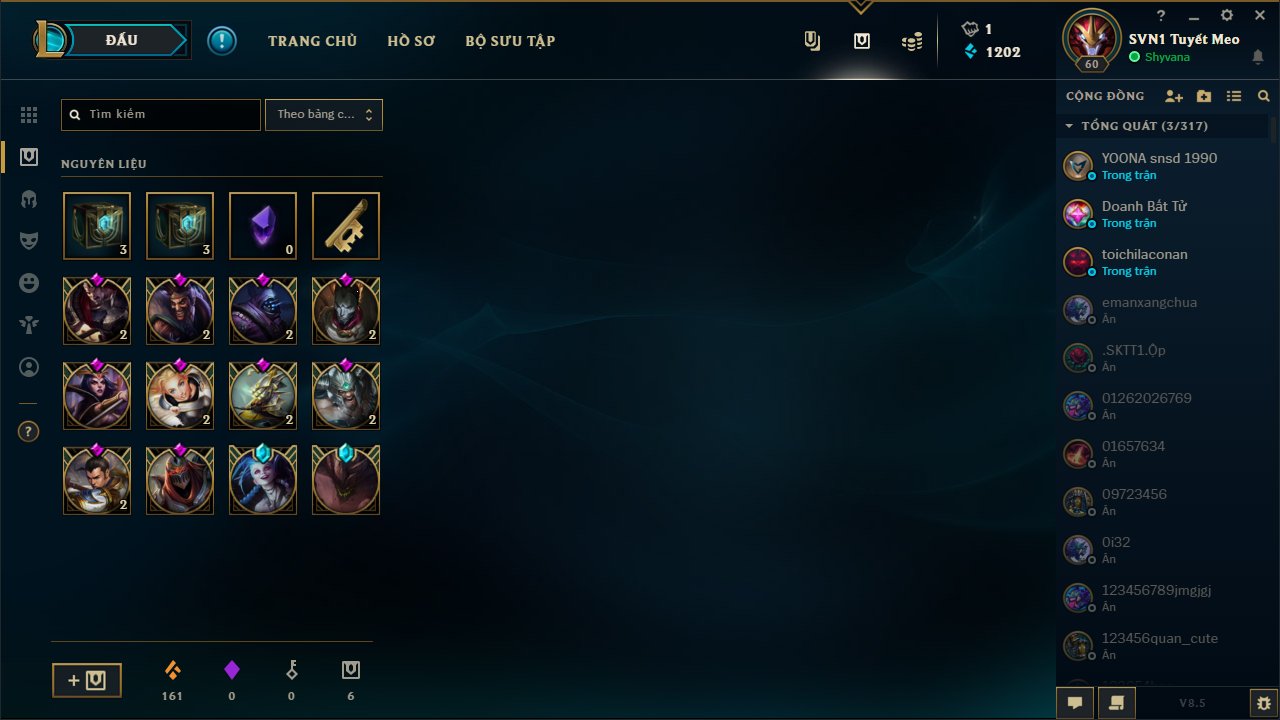 ĐẤU
!
TRANG CHỦ
HỒ SƠ
BỘ SƯU TẬP
1
1202
?
60
SVN1 Tuyết Meo
Shyvana
Tìm kiếm
Theo bảng c...
NGUYÊN LIỆU
3
3
0
2
2
2
2
2
2
2
2
?
161
0
0
6
CỘNG ĐỒNG
TỔNG QUÁT (3/317)
YOONA snsd 1990
Trong trận
Doanh Bất Tử
Trong trận
toichilaconan
Trong trận
emanxangchua
Ẩn
.SKTT1.Ộp
Ẩn
01262026769
Ẩn
01657634
Ẩn
09723456
Ẩn
0i32
Ẩn
123456789jmgjgj
Ẩn
123456quan_cute
Ẩn
V8.5